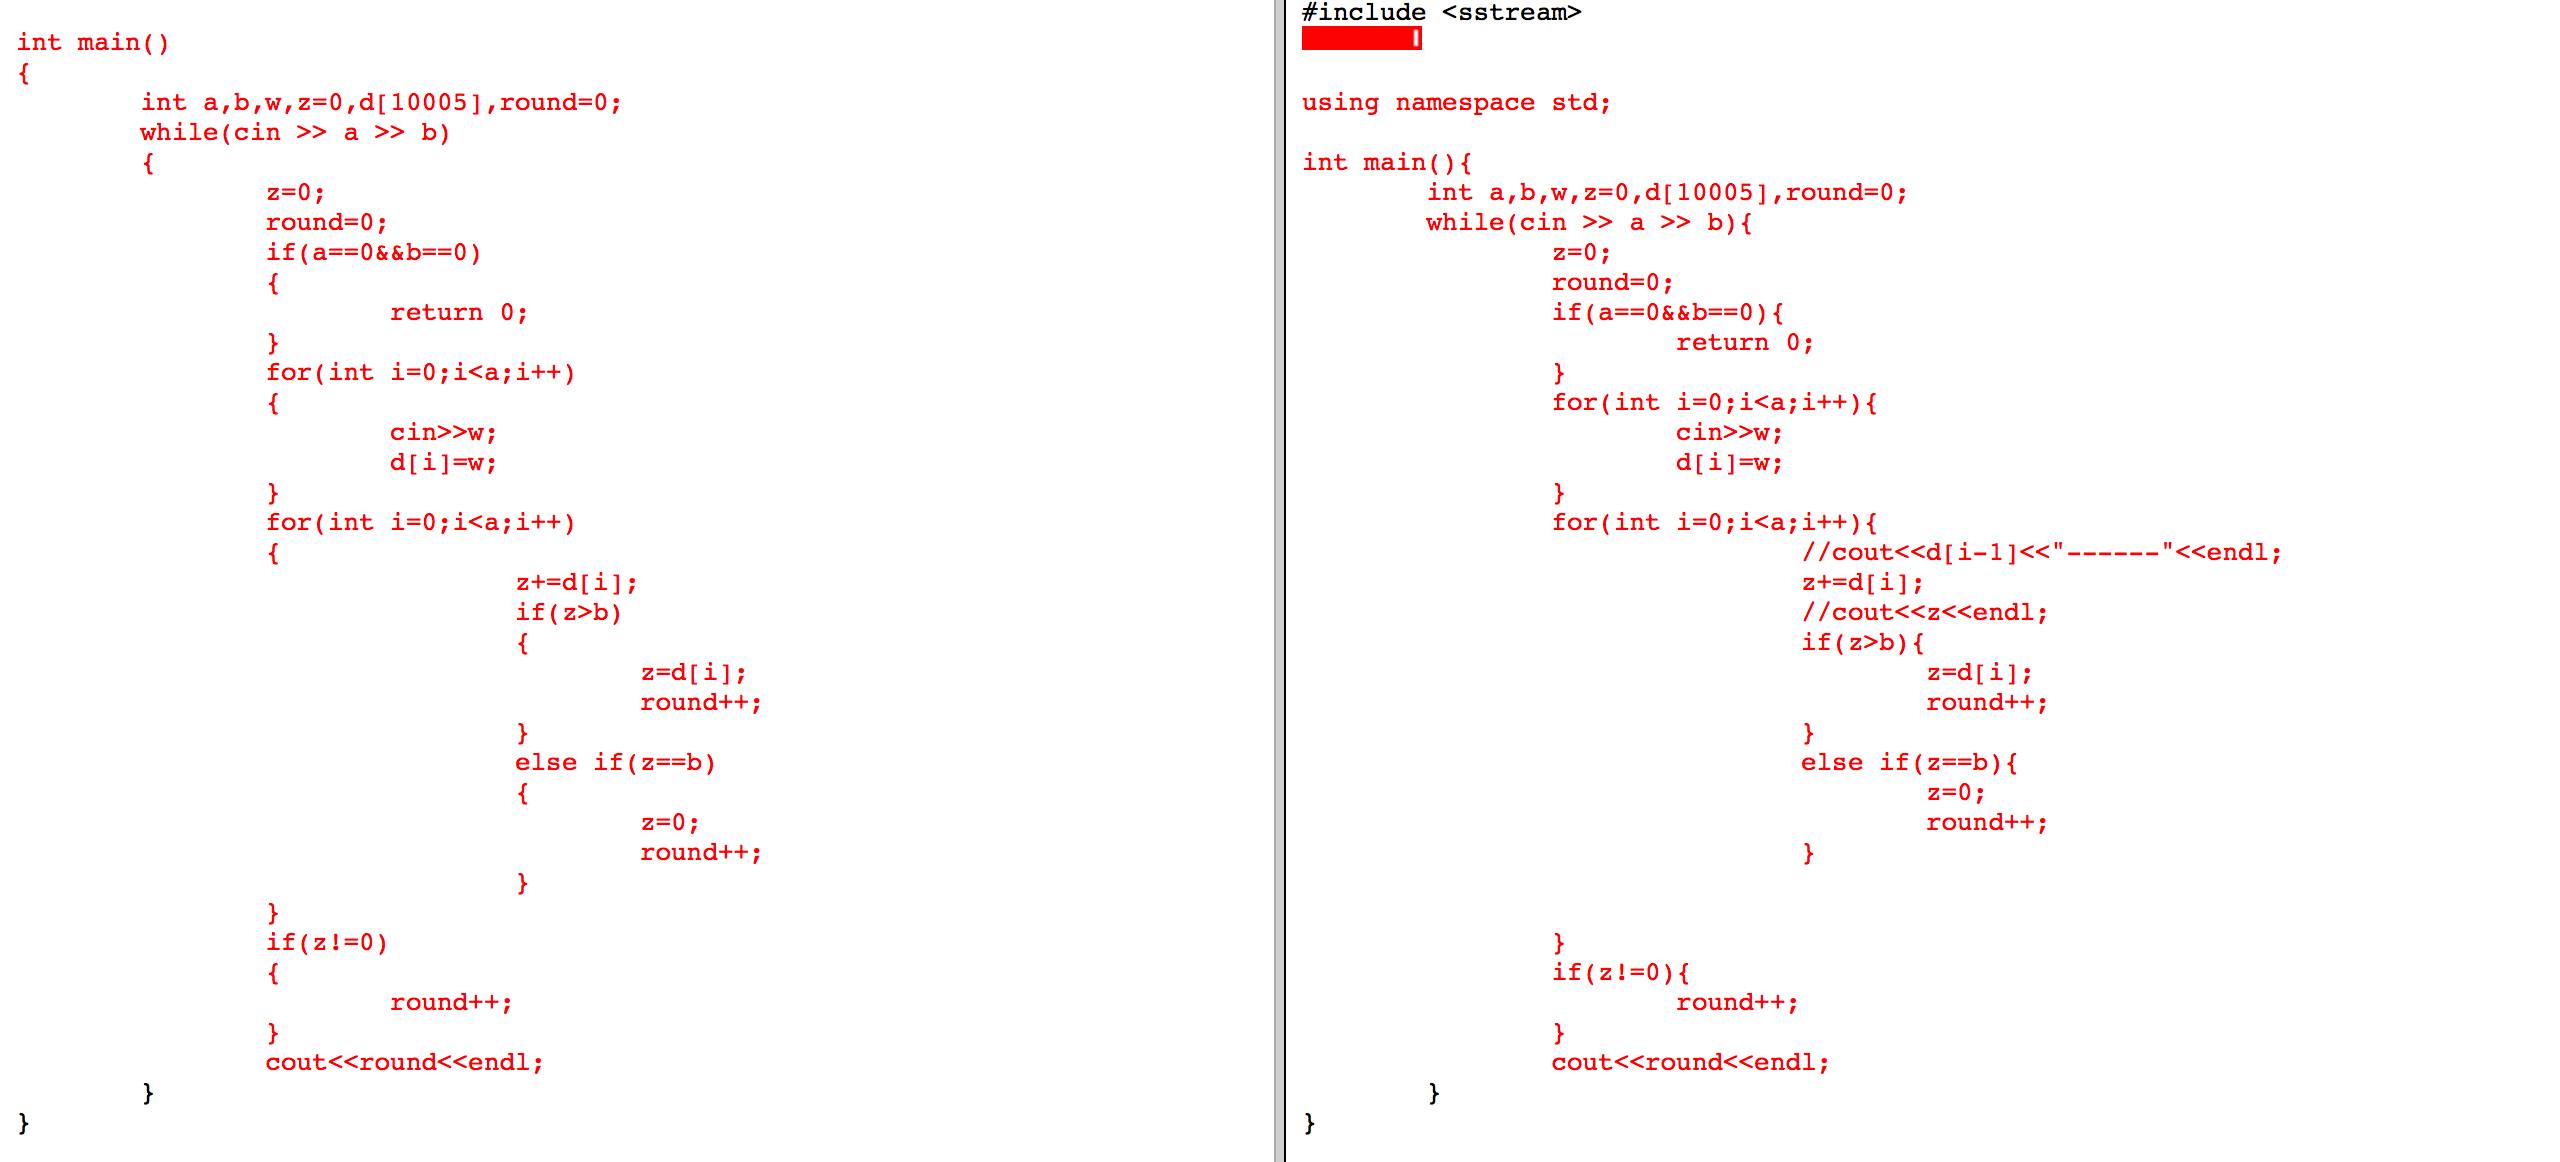 int main()
{
        int a,b,w,z=0,d[10005],round=0;
        while(cin >> a >> b)
        {
                z=0;
                round=0;
                if(a==0&&b==0)
                {
                        return 0;
                }
                for(int i=0;i<a;i++)
                {
                        cin>>w;
                        d[i]=w;
                }
                for(int i=0;i<a;i++)
                {
                                z+=d[i];
                                if(z>b)
                                {
                                        z=d[i];
                                        round++;
                                }
                                else if(z==b)
                                {
                                        z=0;
                                        round++;
                                }
                }
                if(z!=0)
                {
                        round++;
                }
                cout<<round<<endl;
        }
}
#include <sstream>
using namespace std;
int main(){
        int a,b,w,z=0,d[10005],round=0;
        while(cin >> a >> b){
                z=0;
                round=0;
                if(a==0&&b==0){
                        return 0;
                }
                for(int i=0;i<a;i++){
                        cin>>w;
                        d[i]=w;
                }
                for(int i=0;i<a;i++){
                                //cout<<d[i-1]<<"------"<<endl;
                                z+=d[i];
                                //cout<<z<<endl;
                                if(z>b){
                                        z=d[i];
                                        round++;
                                }
                                else if(z==b){
                                        z=0;
                                        round++;
                                }
                }
                if(z!=0){
                        round++;
                }
                cout<<round<<endl;
        }
}